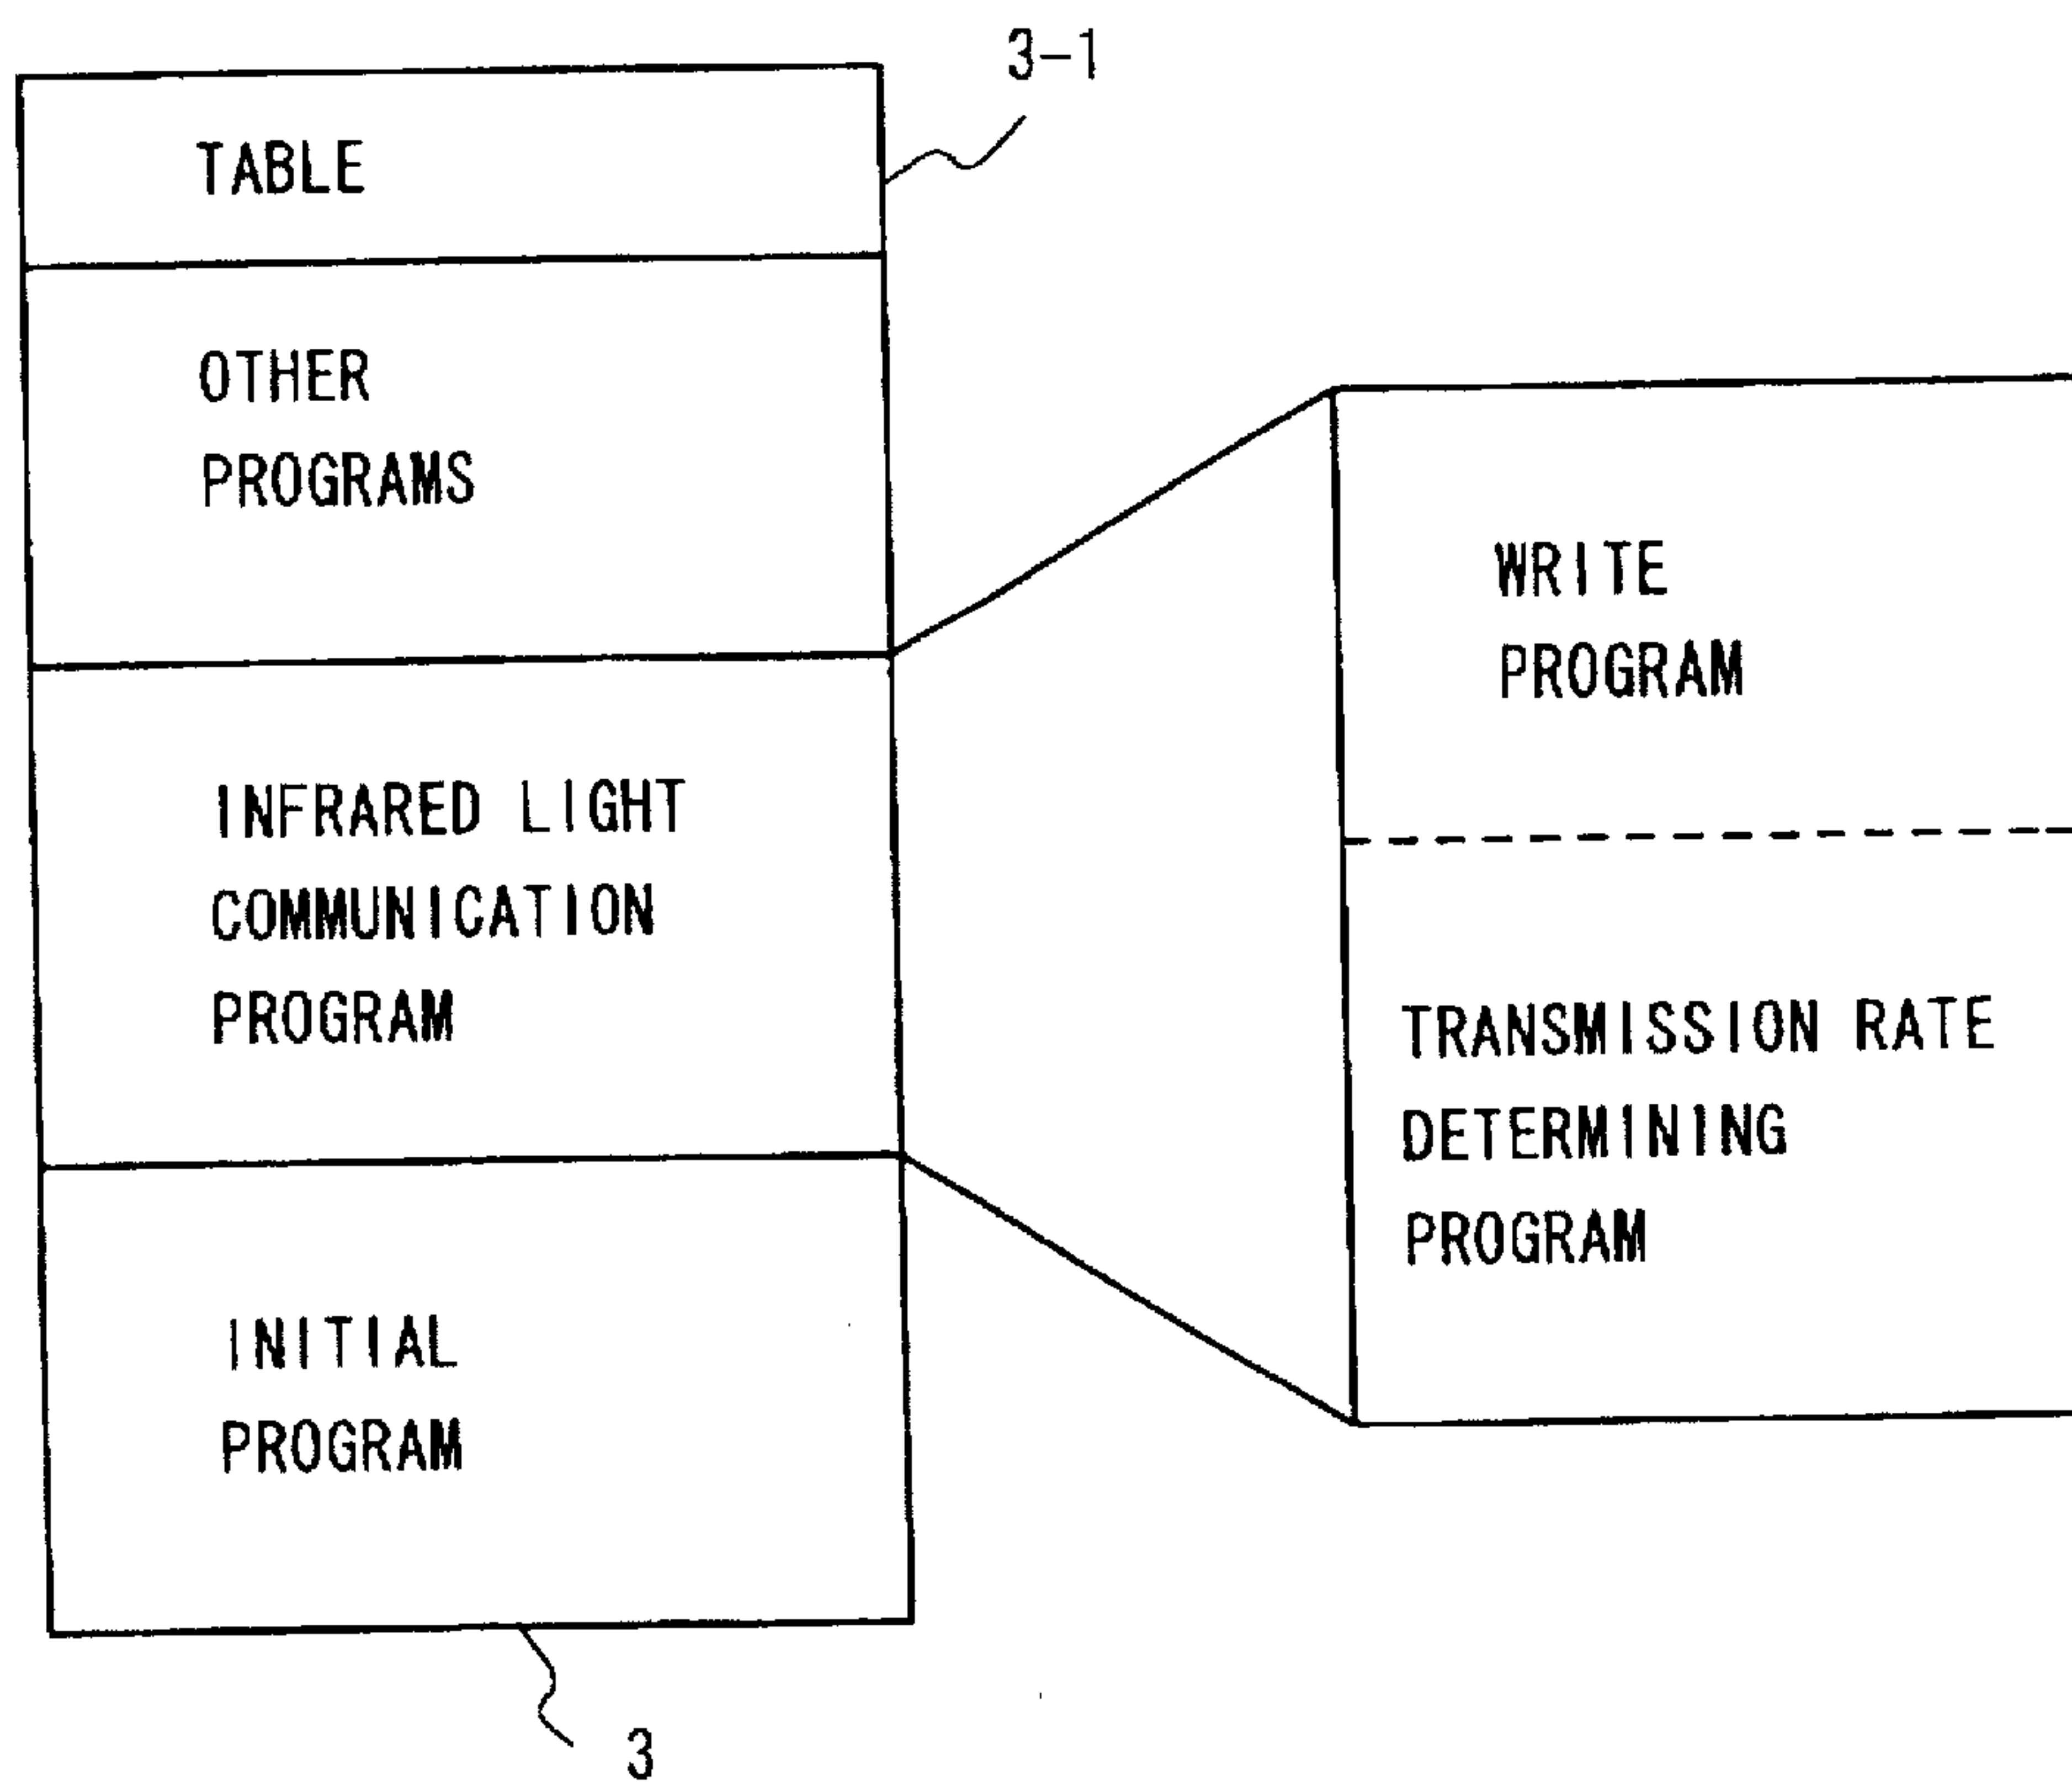 3-1
TABLE
OTHER
PROGRAMS
INFRARED LIGHT
COMMUNICATION
PROGRAM
INITIAL
PROGRAM
3
WRITE
PROGRAM
TRANSMISSION RATE
DETERMINING
PROGRAM